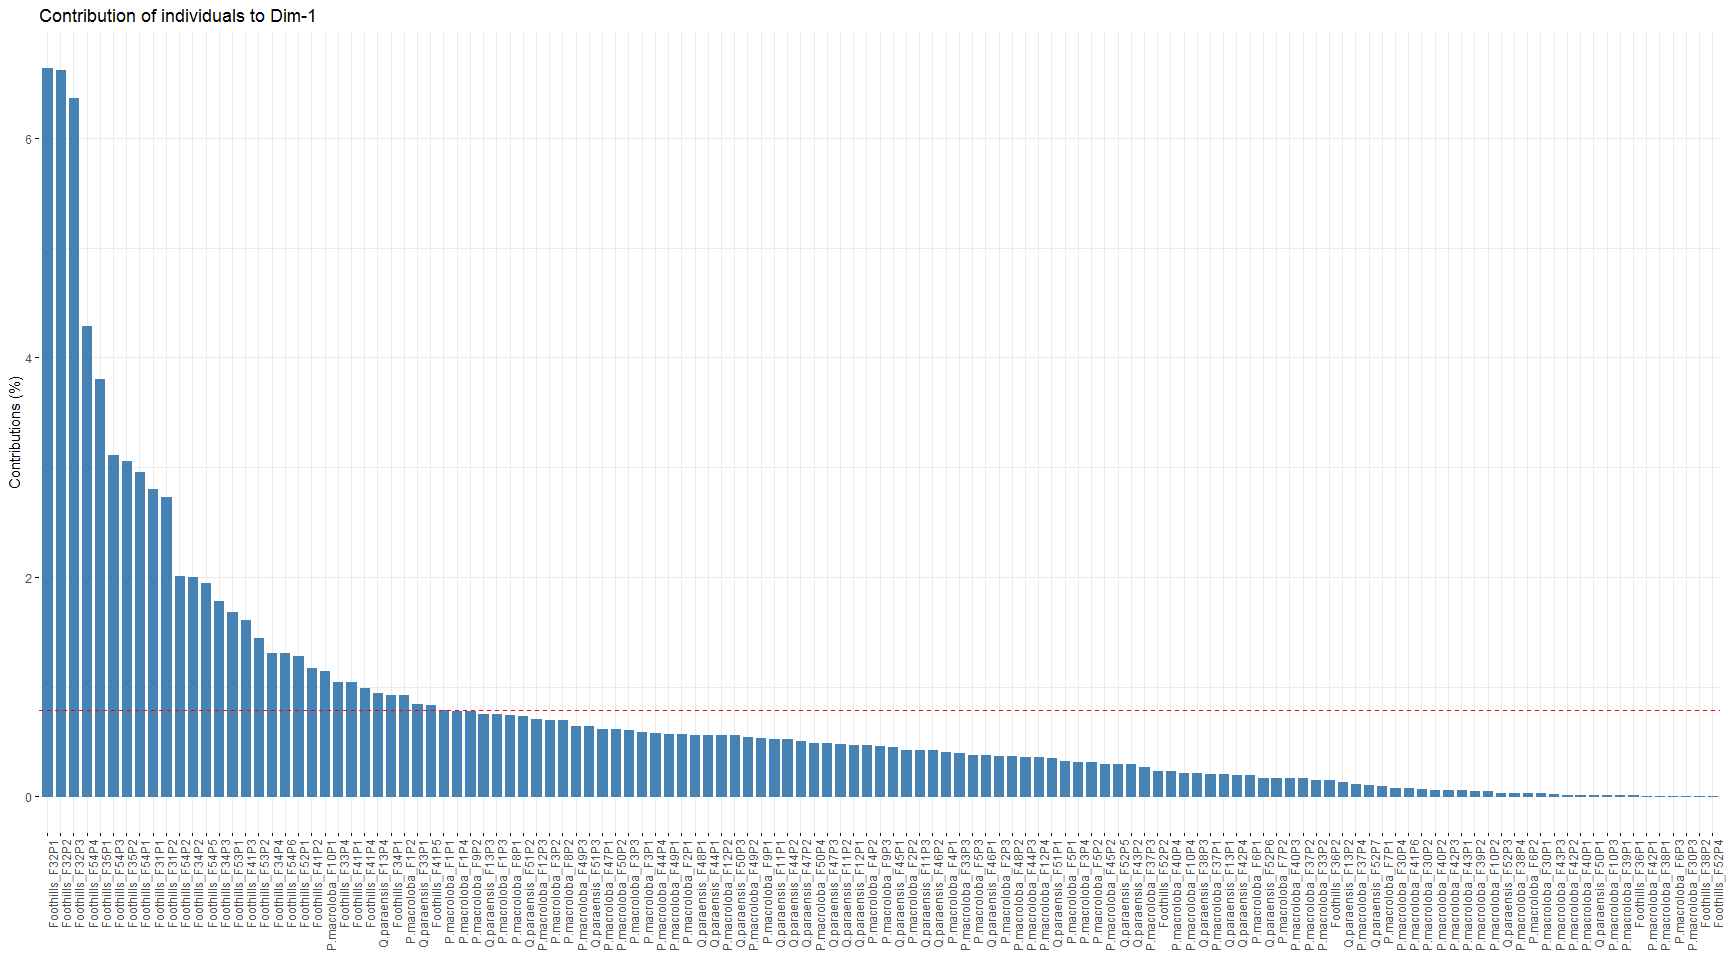 Contribution of individuals to Dim-1
Contributions (%)
6
4
2
0
Foothills_F32P1
Foothills_F32P2
Foothills_F32P3
Foothills_F54P4
Foothills_F35P1
Foothills_F54P3
Foothills_F35P2
Foothills_F54P1
Foothills_F31P1
Foothills_F31P2
Foothills_F54P2
Foothills_F34P2
Foothills_F54P5
Foothills_F34P3
Foothills_F53P1
Foothills_F41P3
Foothills_F53P2
Foothills_F34P4
Foothills_F54P6
Foothills_F52P1
Foothills_F41P2
P.macroloba_F10P1
Foothills_F33P4
Foothills_F41P1
Foothills_F41P4
Q.paraensis_F13P4
Foothills_F34P1
P.macroloba_F1P2
Q.paraensis_F33P1
Foothills_F41P5
P.macroloba_F1P1
P.macroloba_F1P4
P.macroloba_F9P2
Q.paraensis_F13P3
P.macroloba_F1P3
P.macroloba_F8P1
Q.paraensis_F51P2
P.macroloba_F12P3
P.macroloba_F3P2
P.macroloba_F8P2
P.macroloba_F49P3
Q.paraensis_F51P3
P.macroloba_F47P1
P.macroloba_F50P2
P.macroloba_F3P3
P.macroloba_F3P1
P.macroloba_F44P4
P.macroloba_F49P1
P.macroloba_F2P1
Q.paraensis_F48P1
Q.paraensis_F44P1
P.macroloba_F12P2
Q.paraensis_F50P3
P.macroloba_F49P2
P.macroloba_F9P1
Q.paraensis_F11P1
Q.paraensis_F44P2
Q.paraensis_F47P2
P.macroloba_F50P4
Q.paraensis_F47P3
Q.paraensis_F11P2
Q.paraensis_F12P1
P.macroloba_F4P2
P.macroloba_F9P3
Q.paraensis_F45P1
P.macroloba_F2P2
Q.paraensis_F11P3
Q.paraensis_F46P2
P.macroloba_F4P1
P.macroloba_F39P3
P.macroloba_F5P3
Q.paraensis_F46P1
P.macroloba_F2P3
P.macroloba_F48P2
P.macroloba_F44P3
P.macroloba_F12P4
Q.paraensis_F51P1
P.macroloba_F5P1
P.macroloba_F3P4
P.macroloba_F5P2
P.macroloba_F45P2
Q.paraensis_F52P5
Q.paraensis_F43P2
P.macroloba_F37P3
Foothills_F52P2
P.macroloba_F40P4
P.macroloba_F10P4
Q.paraensis_F38P3
P.macroloba_F37P1
Q.paraensis_F13P1
Q.paraensis_F42P4
P.macroloba_F6P1
Q.paraensis_F52P6
P.macroloba_F7P2
P.macroloba_F40P3
P.macroloba_F37P2
P.macroloba_F33P2
Foothills_F36P2
Q.paraensis_F13P2
P.macroloba_F37P4
Q.paraensis_F52P7
P.macroloba_F7P1
P.macroloba_F30P4
P.macroloba_F41P6
P.macroloba_F30P2
P.macroloba_F40P2
P.macroloba_F42P3
P.macroloba_F43P1
P.macroloba_F39P2
P.macroloba_F10P2
Q.paraensis_F52P3
P.macroloba_F38P4
P.macroloba_F6P2
P.macroloba_F30P1
P.macroloba_F43P3
P.macroloba_F42P2
P.macroloba_F40P1
Q.paraensis_F50P1
P.macroloba_F10P3
P.macroloba_F39P1
Foothills_F36P1
P.macroloba_F42P1
P.macroloba_F38P1
P.macroloba_F6P3
P.macroloba_F30P3
Foothills_F38P2
Foothills_F52P4